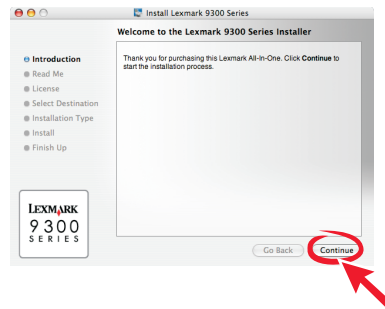 Install Lexmark 9300 Series
Welcome to the Lexmark 9300 Series Installer
Introduction
Read Me
License
Select Destination
Installation Type
Install
Finish Up
Thank you for purchasing this Lexmark All-In-One. Click Continue to
start the installation process.
LEXMARK
9300
SERIES
Go Back
Continue